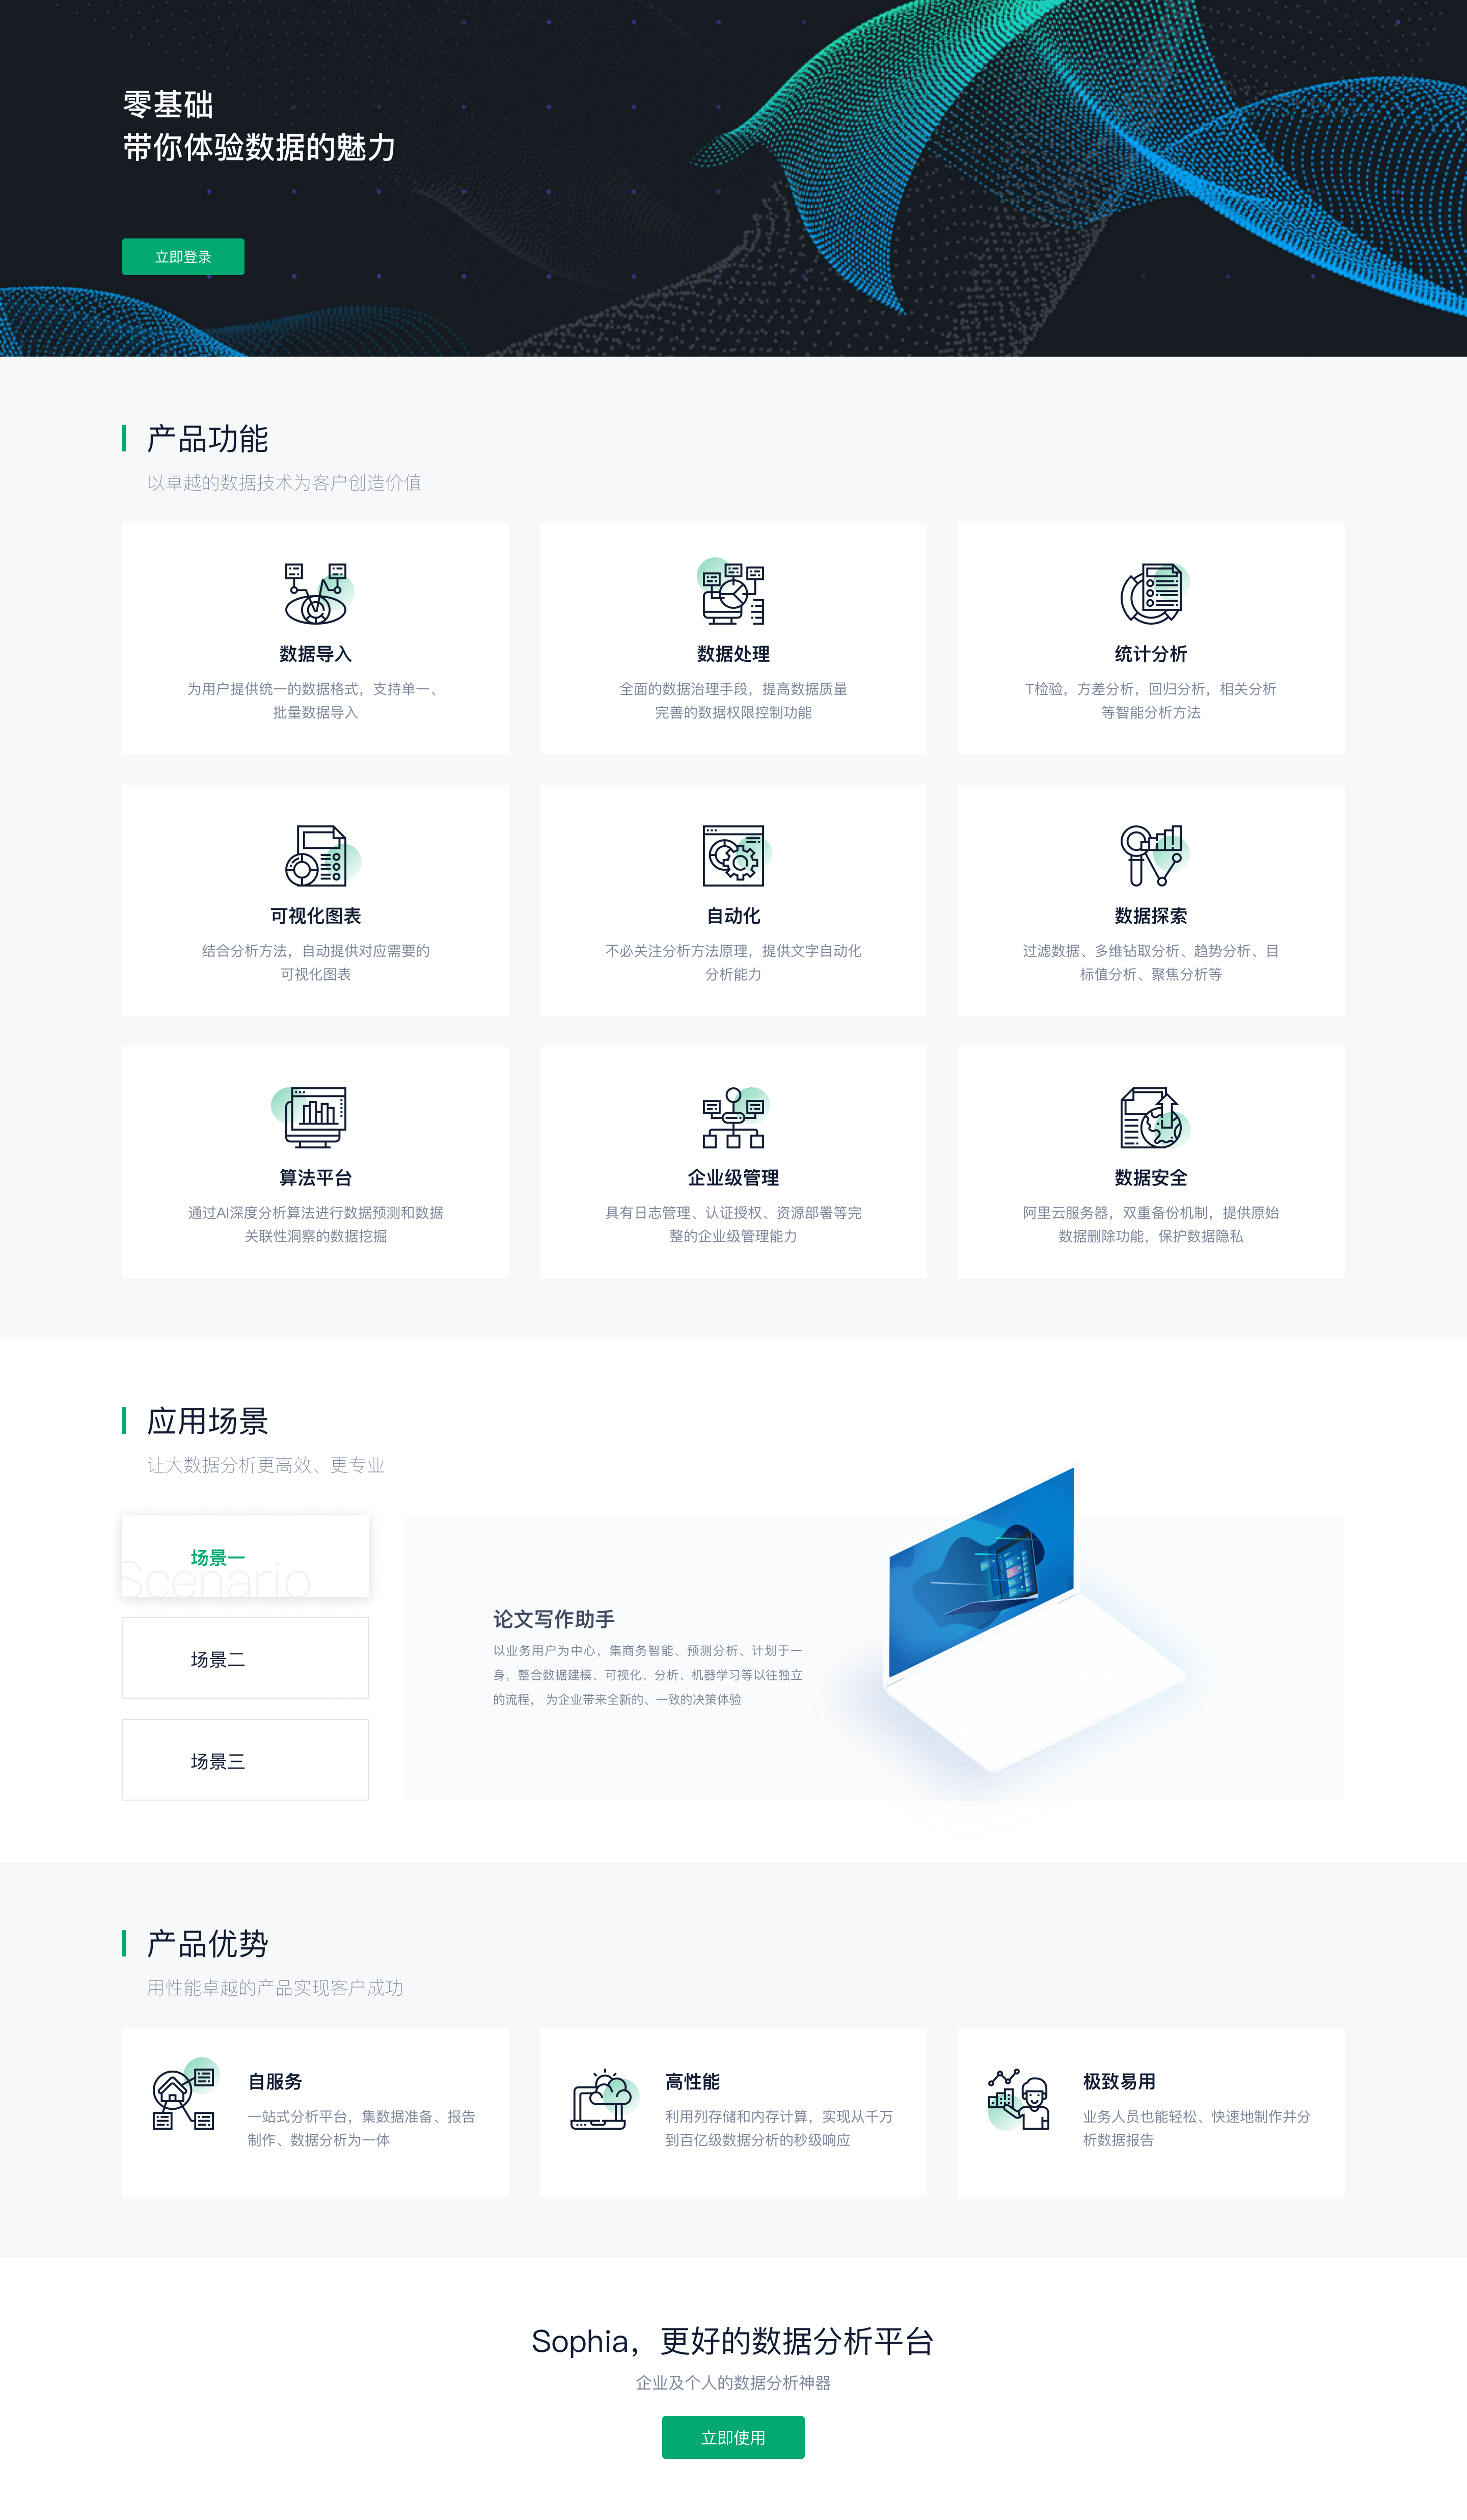 零基础
带你体验数据的魅力
立即登录
产品功能
以卓越的数据技术为客户创造价值
数据导入
为用户提供统一的数据格式，支持单一、
批量数据导入
数据处理
全面的数据治理手段，提高数据质量
完善的数据权限控制功能
统计分析
T检验，方差分析，回归分析，相关分析
等智能分析方法
可视化图表
结合分析方法，自动提供对应需要的
可视化图表
自动化
不必关注分析方法原理，提供文字自动化
分析能力
数据探索
过滤数据、多维钻取分析、趋势分析、目
标值分析、聚焦分析等
算法平台
通过AI深度分析算法进行数据预测和数据
关联性洞察的数据挖掘
企业级管理
具有日志管理、认证授权、资源部署等完
整的企业级管理能力
数据安全
阿里云服务器，双重备份机制，提供原始
数据删除功能，保护数据隐私
应用场景
让大数据分析更高效、更专业
场景一
Scenario
场景二
场景三
论文写作助手
以业务用户为中心，集商务智能、预测分析、计划于一
身，整合数据建模、可视化、分析、机器学习等以往独立
的流程， 为企业带来全新的、一致的决策体验
产品优势
用性能卓越的产品实现客户成功
自服务
一站式分析平台，集数据准备、报告
制作、数据分析为一体
高性能
利用列存储和内存计算，实现从千万
到百亿级数据分析的秒级响应
极致易用
业务人员也能轻松、快速地制作并分
析数据报告
Sophia，更好的数据分析平台
企业及个人的数据分析神器
立即使用